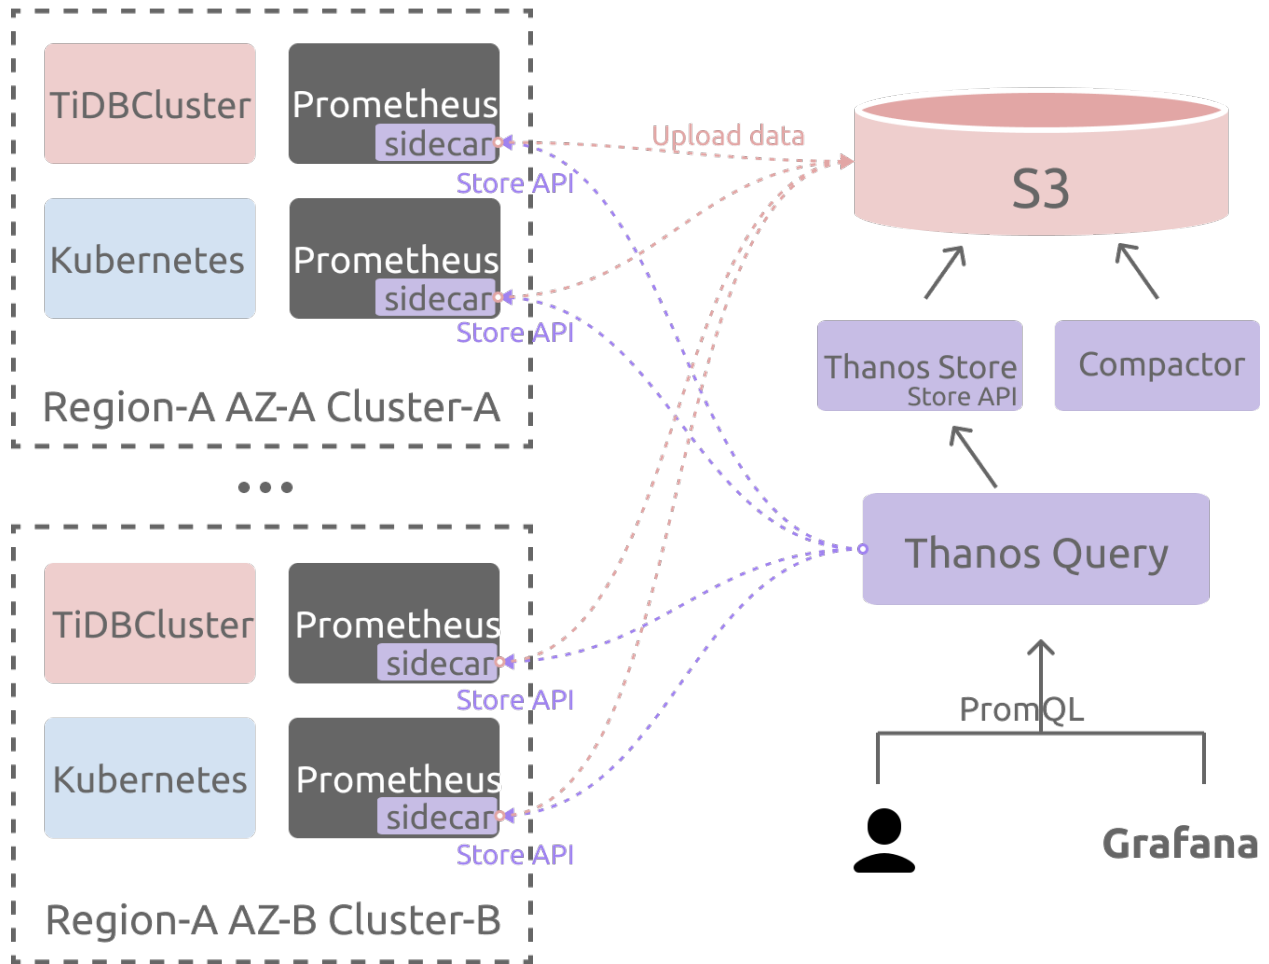 TiDBCluster
Prometheus
sidecar
Store API
Kubernetes
Prometheus
sidecar
Store API
Region-A AZ-A Cluster-A
TiDBCluster
Prometheus
sidecar
Store API
Kubernetes
Prometheus
sidecar
Store API
Region-A AZ-B Cluster-B
Upload data
S3
Thanos Store
Store API
Compactor
Thanos Query
PromQL
Grafana